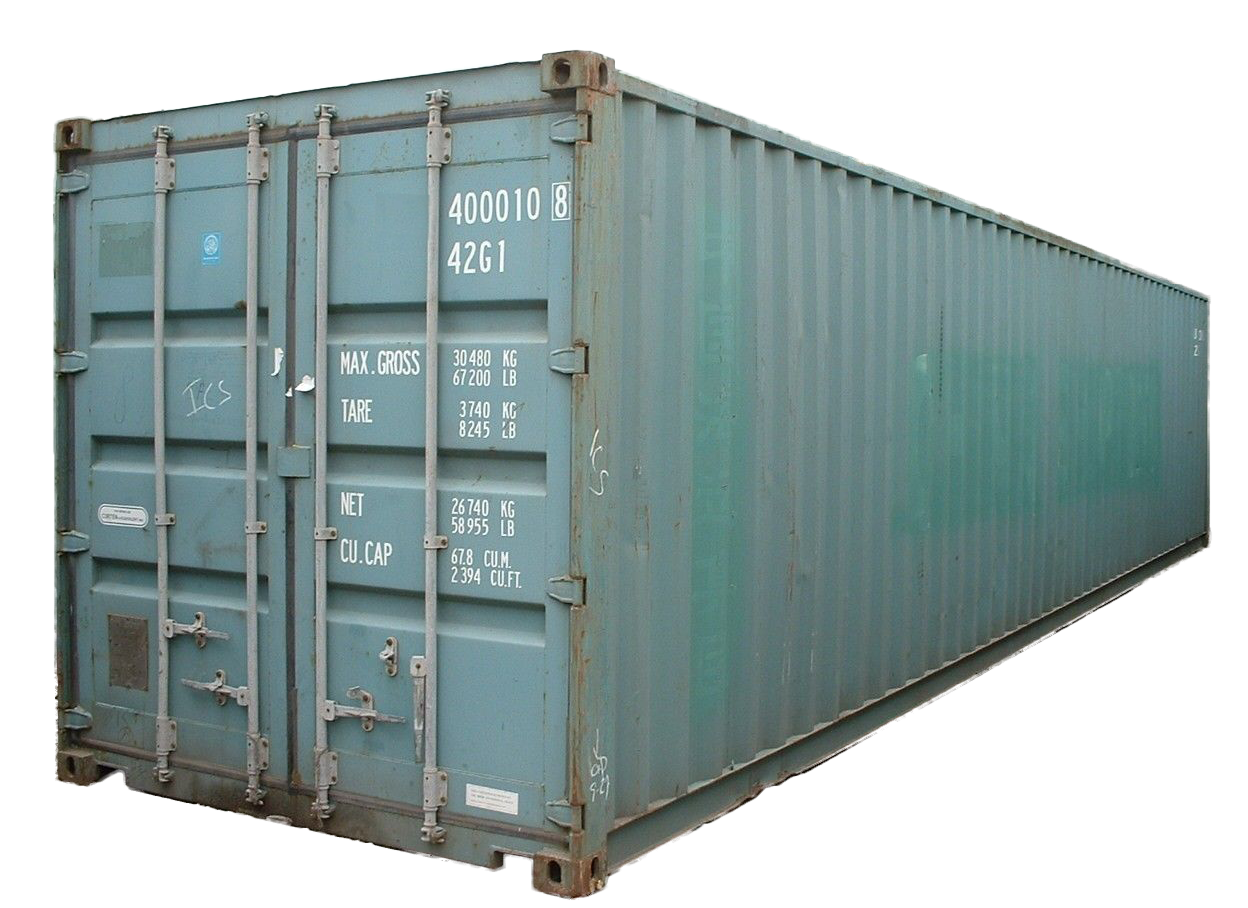 400010 8
42G1
MAX.GROSS 30480 KG
67200 LB
TARE 3740 KG
8245 LB
NET 26740 KG
58955 LB
CU.CAP 67.8 CU.M.
2394 CU.FT.
ICS
ICS